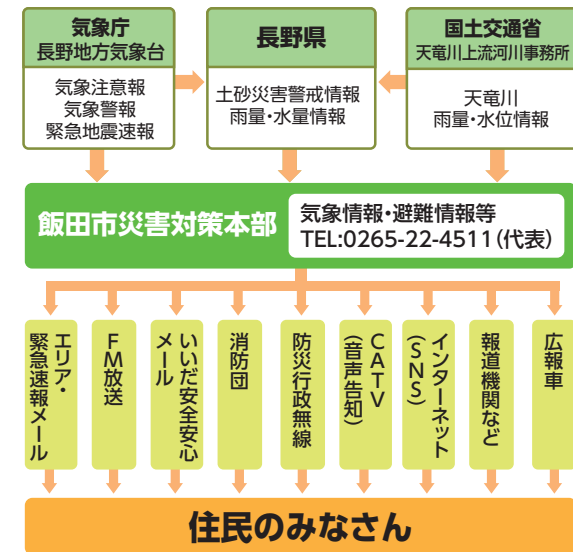 気象庁
長野地方気象台
気象注意報
気象警報
緊急地震速報
長野県
土砂災害警戒情報
雨量・水量情報
国土交通省
天竜川上流河川事務所
天竜川
雨量・水位情報
飯田市災害対策本部
気象情報・避難情報等
TEL:0265-22-4511(代表)
エリア・
緊急速報メール
FM放送
いいだ安全安心
メール
消防団
防災行政無線
CATV
(音声告知)
インターネット
(SNS)
報道機関など
広報車
住民のみなさん